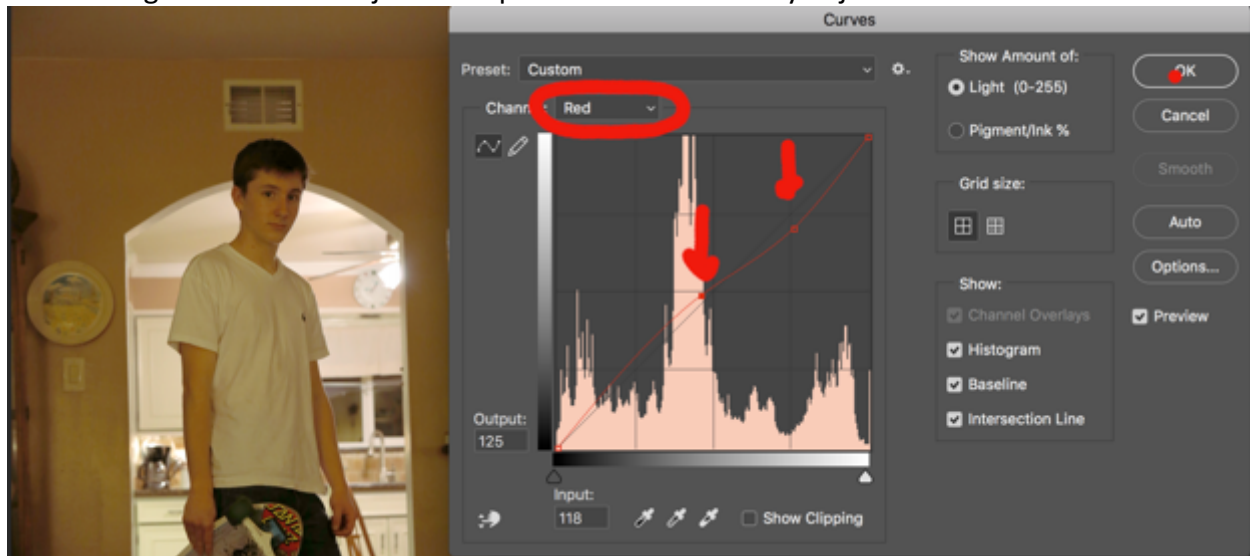 Curves
Preset: Custom
Channel: Red
Output:
125
Input:
118
Show Clipping
Show Amount of:
Light (0-255)
Pigment/Ink %
Grid size:
Show:
Channel Overlays
Histogram
Baseline
Intersection Line
OK
Cancel
Smooth
Auto
Options...
Preview